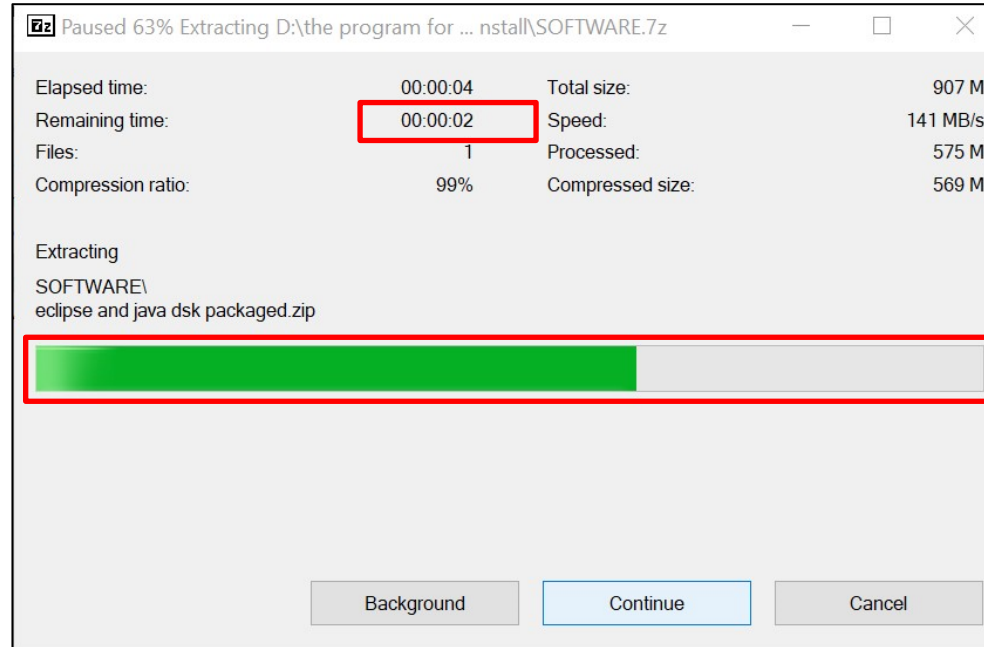 7z Paused 63% Extracting D:\the program for ... nstall\SOFTWARE.7z
Elapsed time: 00:00:04 Total size: 907 M
Remaining time: 00:00:02 Speed: 141 MB/s
Files: 1 Processed: 575 M
Compression ratio: 99% Compressed size: 569 M
Extracting
SOFTWARE\
eclipse and java dsk packaged.zip
Background Continue Cancel